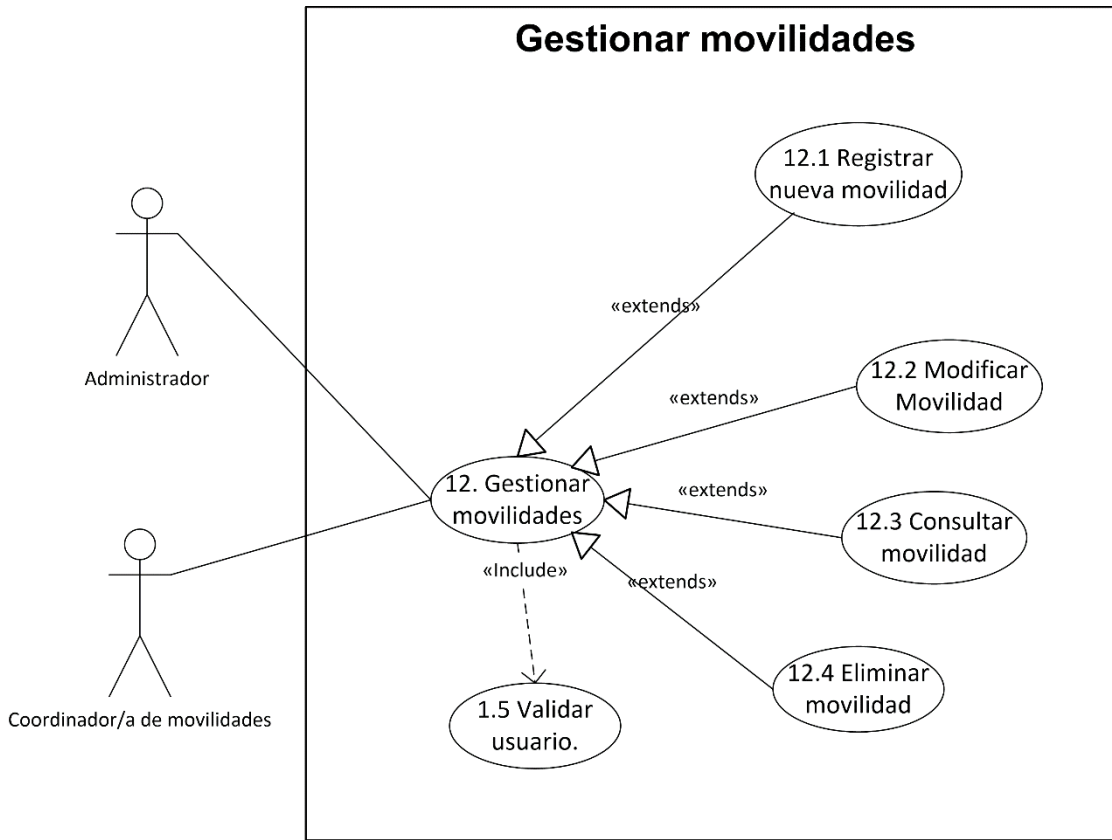 Gestionar movilidades
12.1 Registrar
nueva movilidad
«extends»
12.2 Modificar
Movilidad
«extends»
Administrador
12. Gestionar
movilidades
«extends»
12.3 Consultar
movilidad
«Include»
«extends»
12.4 Eliminar
movilidad
1.5 Validar
usuario.
Coordinador/a de movilidades